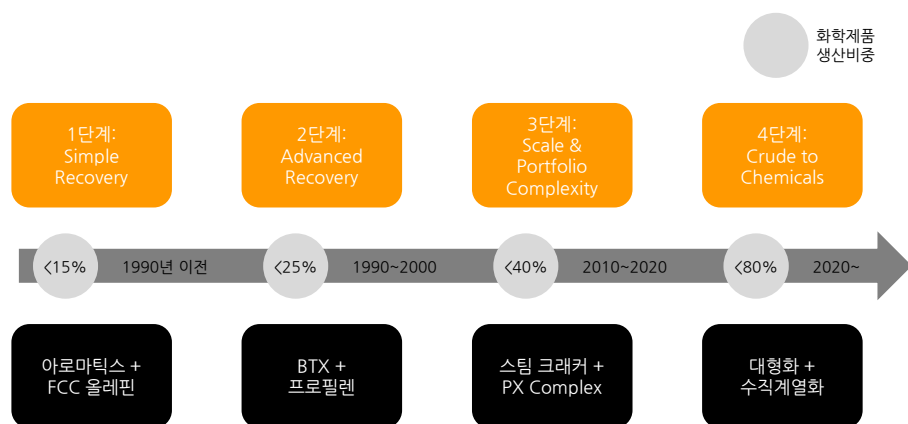 화학제품
생산비중
1단계:
Simple
Recovery
2단계:
Advanced
Recovery
3단계:
Scale &
Portfolio
Complexity
4단계:
Crude to
Chemicals
<15%
1990년 이전
<25%
1990~2000
<40%
2010~2020
<80%
2020~
아로마틱스 +
FCC 올레핀
BTX +
프로필렌
스팀 크래커 +
PX Complex
대형화 +
수직계열화